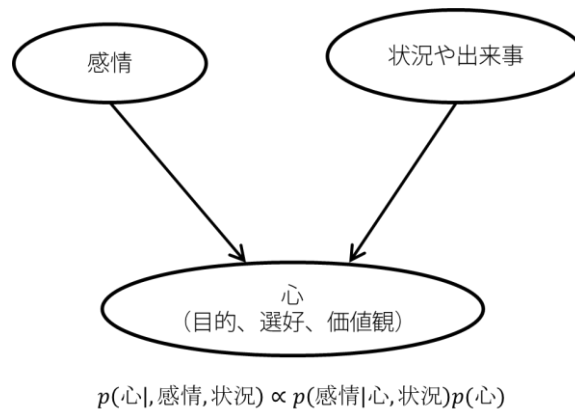 感情
状況や出来事
心
（目的、選好、価値観）
p(心|,感情,状況) ∝ p(感情|心,状況)p(心)